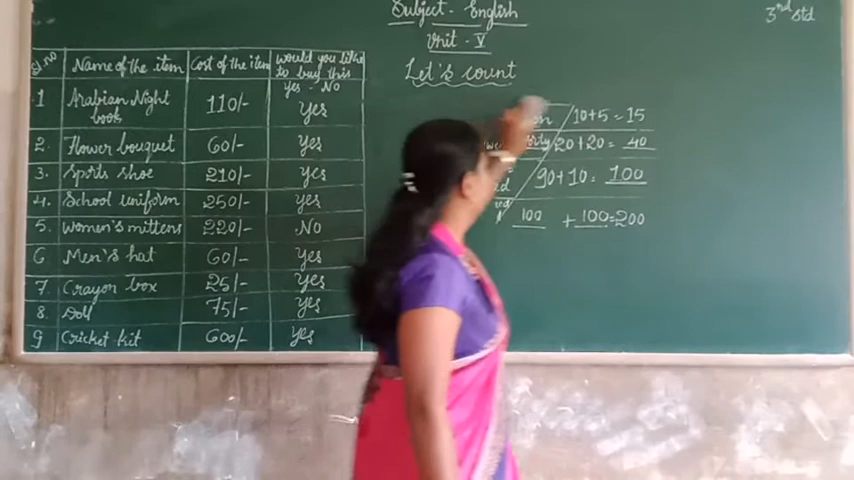 Subject - English
3rd std
Unit - V
Let's count
Sl no | Name of the item | Cost of the item | would you like to buy this yes - No
1 | Arabian Night book | 110/- | Yes
2. | Flower bouquet | 60/- | Yes
3. | Sports shoe | 210/- | Yes
4. | School uniform | 250/- | Yes
5. | Women's mittens | 220/- | No
6 | Men's hat | 60/- | Yes
7 | Crayon box | 25/- | Yes
8. | Doll | 75/- | Yes
9 | Cricket kit | 600/- | Yes
10+5 = 15
20+20 = 40
90+10 = 100
100 + 100=200